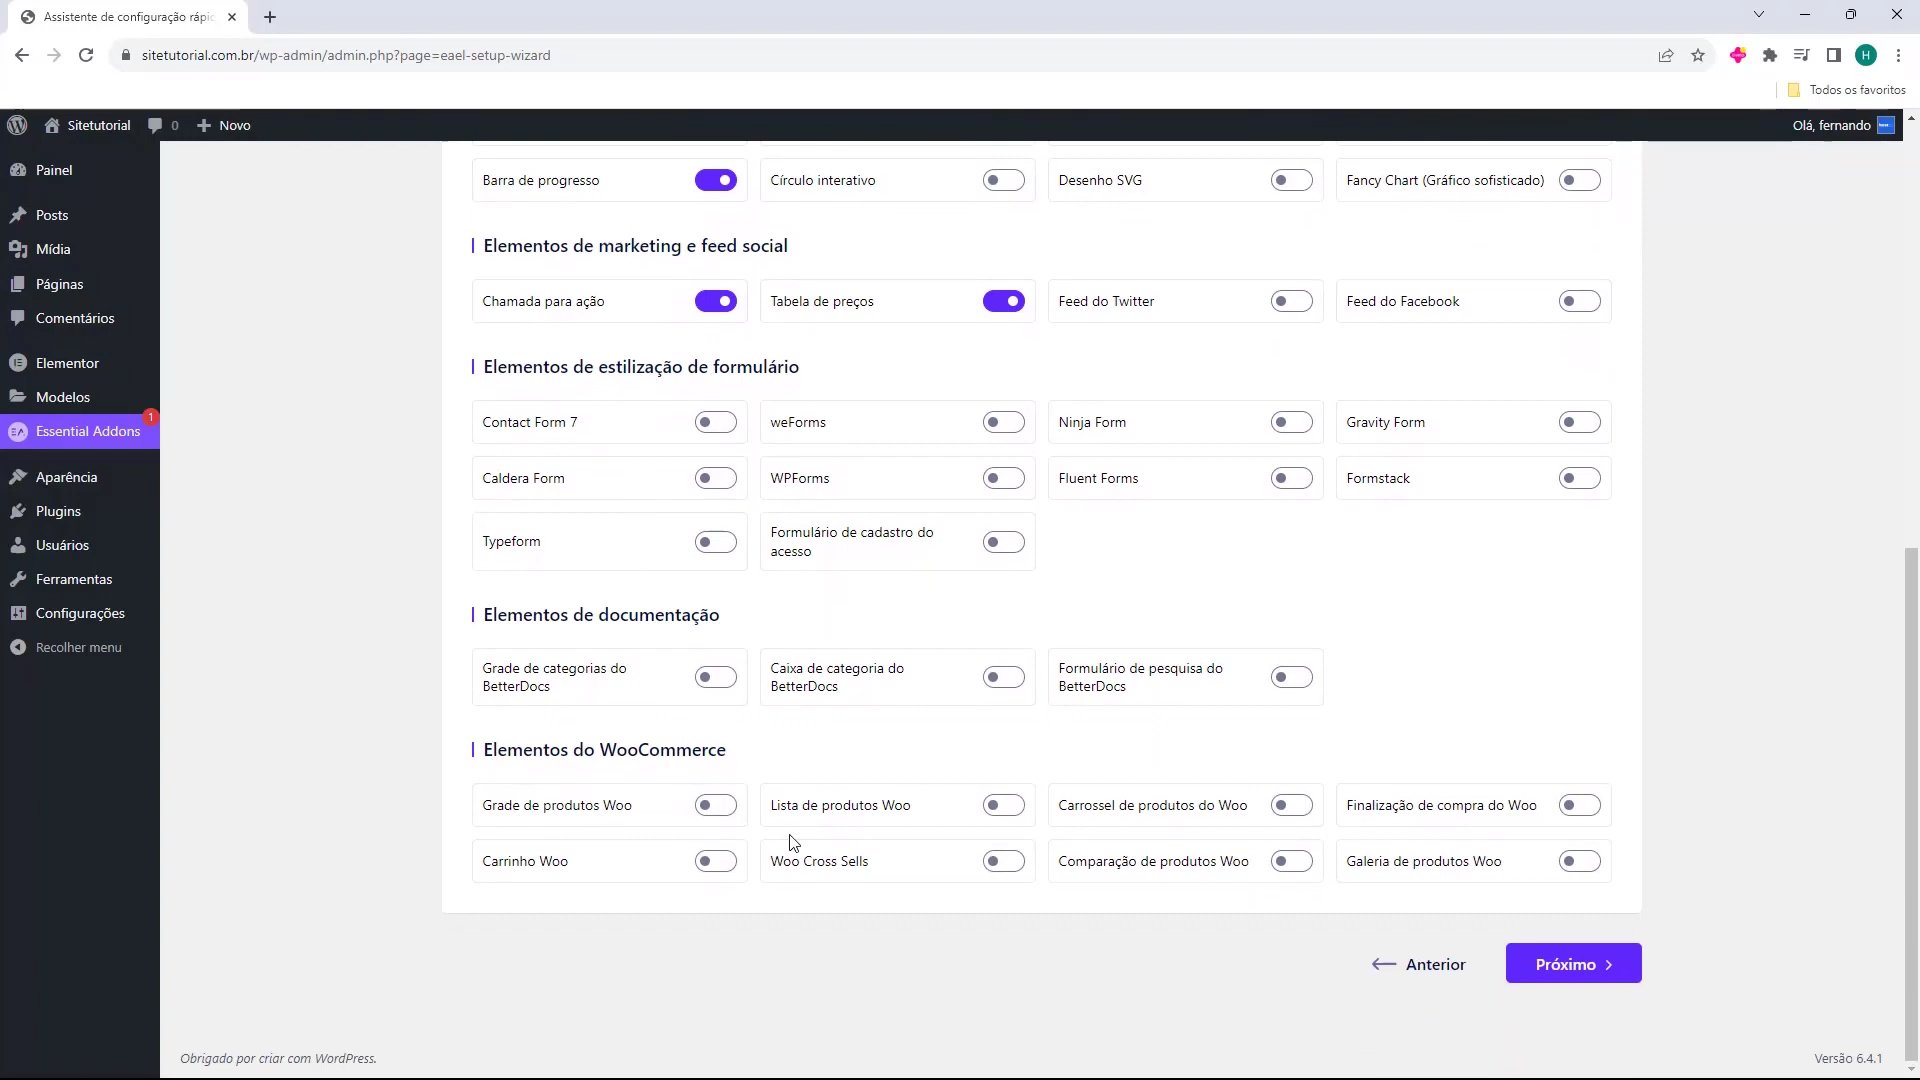 Assistente de configuração rápic
sitetutorial.com.br/wp-admin/admin.php?page=eael-setup-wizard
H
Todos os favoritos
Sitetutorial
0
Novo
Olá, fernando
Painel
Posts
Mídia
Páginas
Comentários
Elementor
Modelos
Essential Addons
1
Aparência
Plugins
Usuários
Ferramentas
Configurações
Recolher menu
Barra de progresso
Círculo interativo
Desenho SVG
Fancy Chart (Gráfico sofisticado)
Elementos de marketing e feed social
Chamada para ação
Tabela de preços
Feed do Twitter
Feed do Facebook
Elementos de estilização de formulário
Contact Form 7
weForms
Ninja Form
Gravity Form
Caldera Form
WPForms
Fluent Forms
Formstack
Typeform
Formulário de cadastro do
acesso
Elementos de documentação
Grade de categorias do
BetterDocs
Caixa de categoria do
BetterDocs
Formulário de pesquisa do
BetterDocs
Elementos do WooCommerce
Grade de produtos Woo
Lista de produtos Woo
Carrossel de produtos do Woo
Finalização de compra do Woo
Carrinho Woo
Woo Cross Sells
Comparação de produtos Woo
Galeria de produtos Woo
Anterior
Próximo
Obrigado por criar com WordPress.
Versão 6.4.1